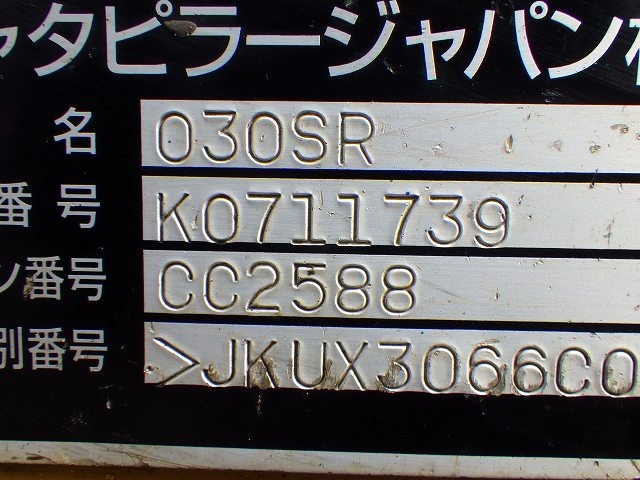 ャタピラージャパン株
名 030SR
番号 K0711739
ン番号 CC2588
別番号 >JKUX3066C0